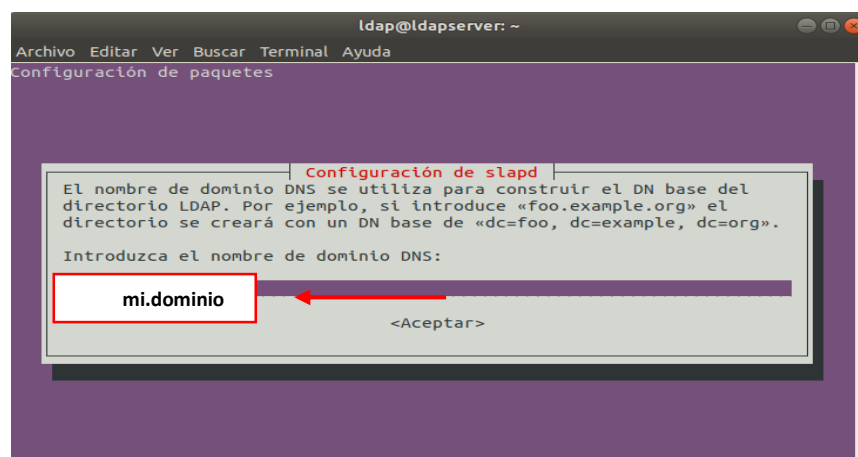 ldap@ldapserver: ~
Archivo Editar Ver Buscar Terminal Ayuda
Configuración de paquetes
Configuración de slapd
El nombre de dominio DNS se utiliza para construir el DN base del
directorio LDAP. Por ejemplo, si introduce «foo.example.org» el
directorio se creará con un DN base de «dc=foo, dc=example, dc=org».
Introduzca el nombre de dominio DNS:
mi.dominio
<Aceptar>